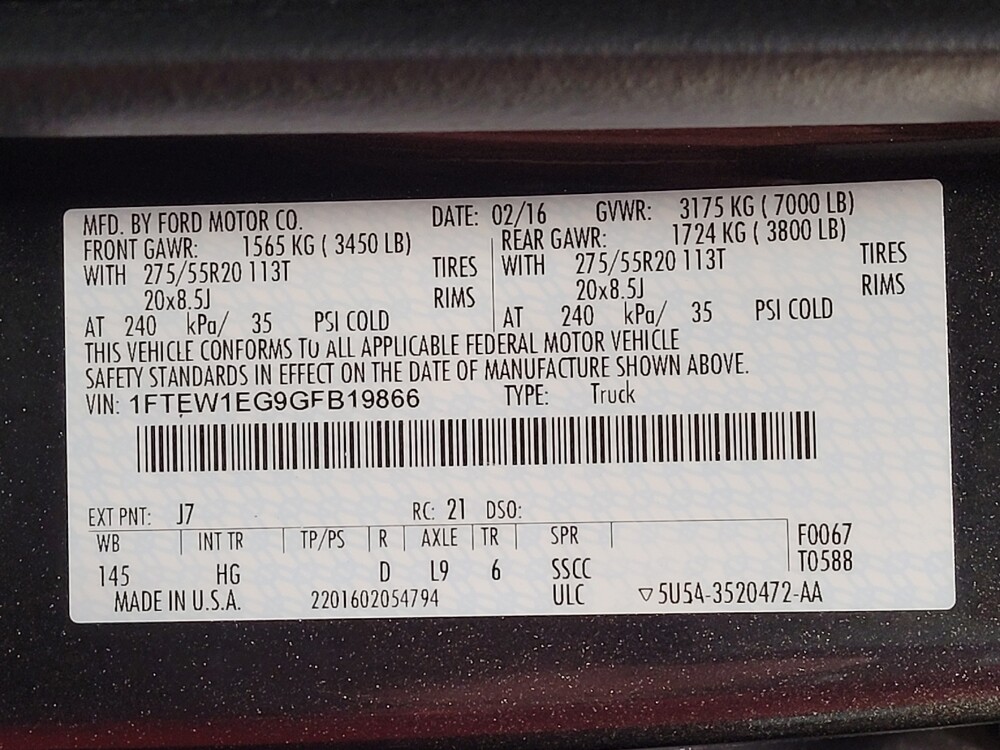 MFD. BY FORD MOTOR CO. DATE: 02/16 GVWR: 3175 KG ( 7000 LB)
FRONT GAWR: 1565 KG ( 3450 LB) REAR GAWR: 1724 KG ( 3800 LB)
WITH 275/55R20 113T TIRES WITH 275/55R20 113T TIRES
20x8.5J RIMS 20x8.5J RIMS
AT 240 kPa/ 35 PSI COLD AT 240 kPa/ 35 PSI COLD
THIS VEHICLE CONFORMS TO ALL APPLICABLE FEDERAL MOTOR VEHICLE
SAFETY STANDARDS IN EFFECT ON THE DATE OF MANUFACTURE SHOWN ABOVE.
VIN: 1FTEW1EG9GFB19866 TYPE: Truck
EXT PNT: J7 RC: 21 DSO:
WB INT TR TP/PS R AXLE TR SPR F0067
T0588
145 HG D L9 6 SSCC
MADE IN U.S.A. 2201602054794 ULC ▽5U5A-3520472-AA